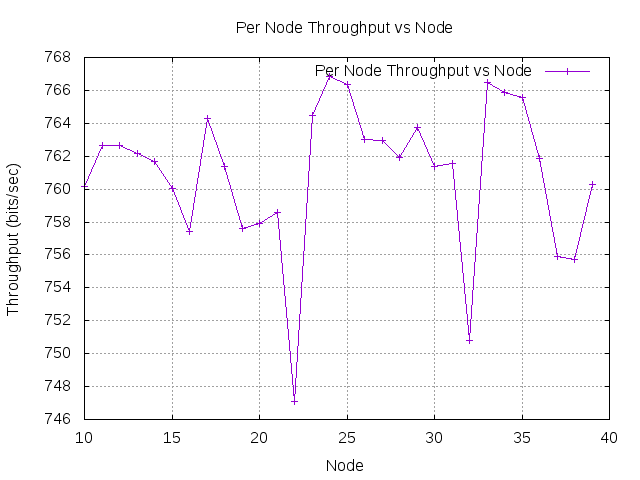 Per Node Throughput vs Node
Per Node Throughput vs Node
Throughput (bits/sec)
768
766
764
762
760
758
756
754
752
750
748
746
10 15 20 25 30 35 40
Node